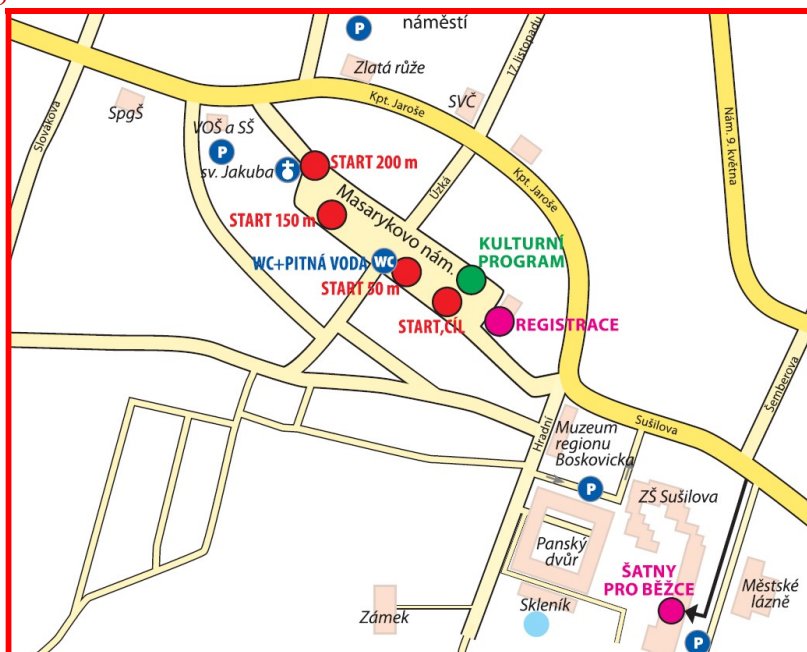 P
náměstí
Zlatá růže
17. listopadu
Kpt. Jaroše
SVČ
Nám. 9. května
Slovákova
SpgŠ
VOŠ a SŠ
P
sv. Jakuba
START 200 m
Kpt. Jaroše
Úzká
Masarykovo nám.
START 150 m
KULTURNÍ
PROGRAM
WC+PITNÁ VODA
WC
START 50 m
START, CÍL
REGISTRACE
Šemberova
Sušilova
Hradní
Muzeum
regionu
Boskovicka
P
ZŠ Sušilova
Panský
dvůr
ŠATNY
PRO BĚŽCE
Městské
lázně
Skleník
Zámek
P